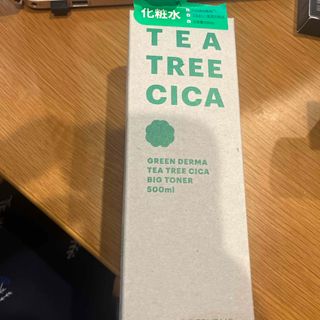 化粧水
TEA
TREE
CICA
GREEN DERMA
TEA TREE CICA
BIG TONER
500ml